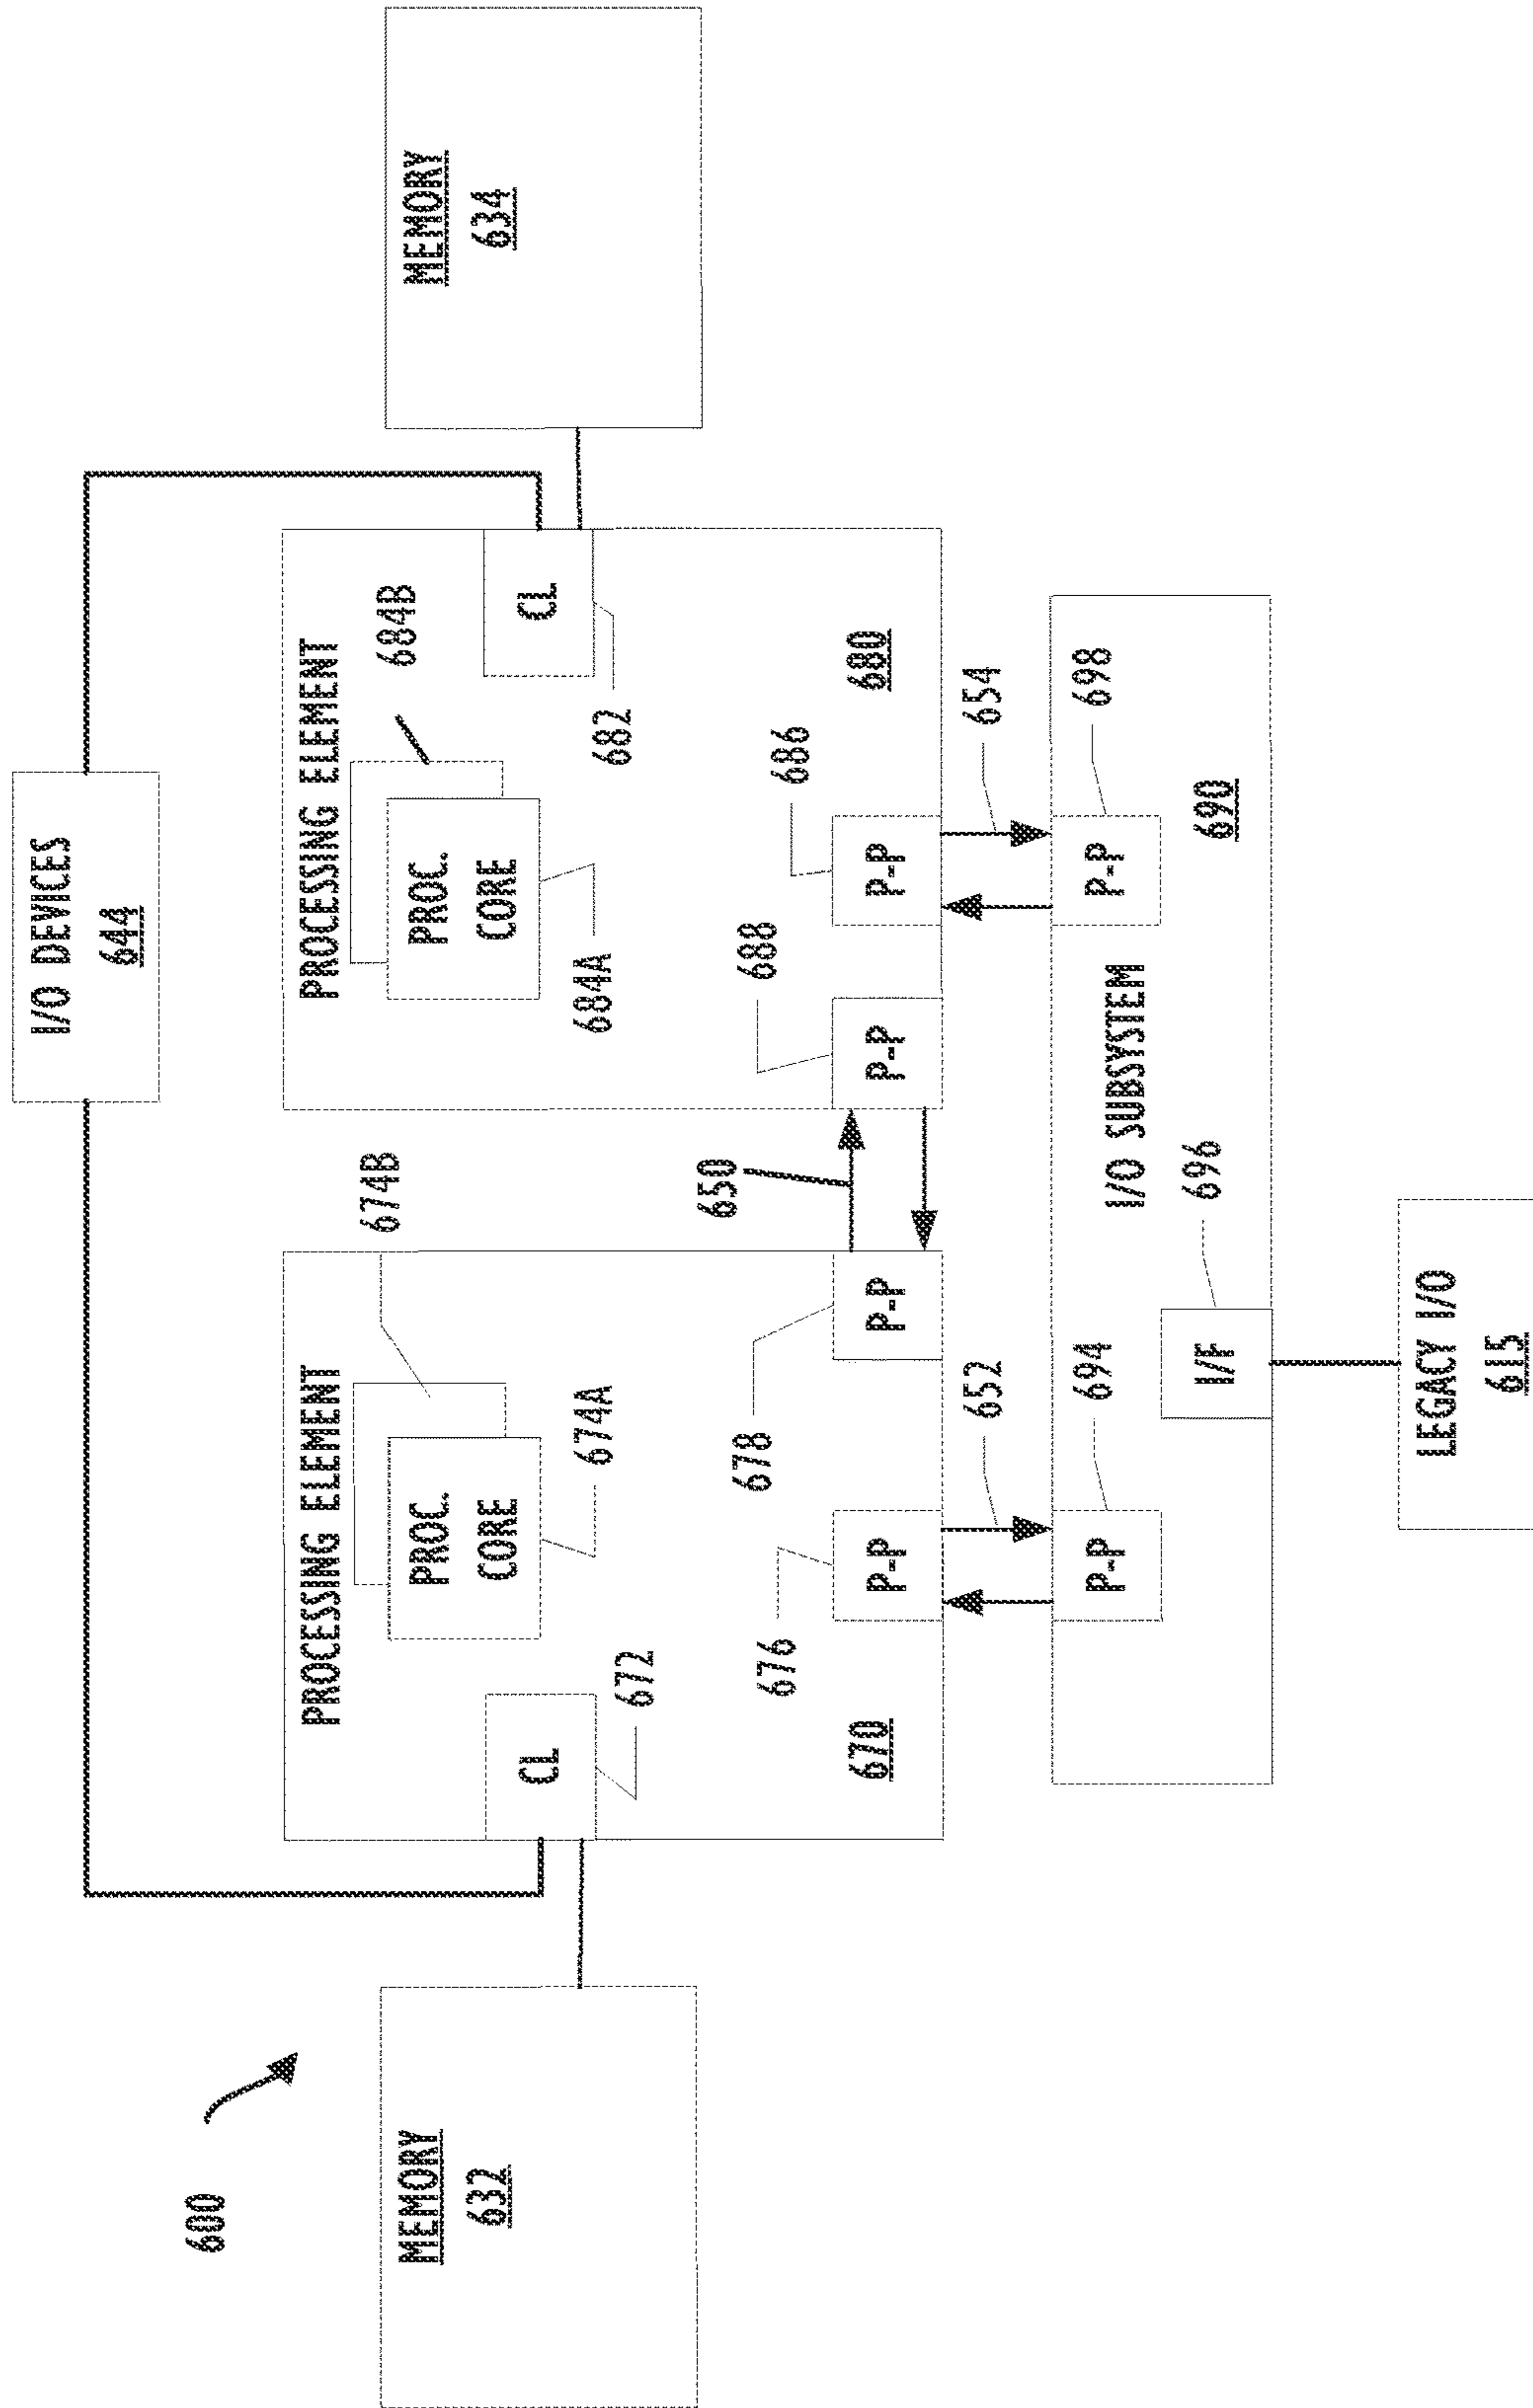 600
I/O DEVICES
644
MEMORY
632
MEMORY
634
PROCESSING ELEMENT
674B
PROC.
CORE
674A
CL
672
678
P-P
676
P-P
670
650
PROCESSING ELEMENT
684B
PROC.
CORE
684A
CL
682
688
P-P
686
P-P
680
652
654
694
P-P
698
P-P
I/O SUBSYSTEM
690
696
I/F
LEGACY I/O
615